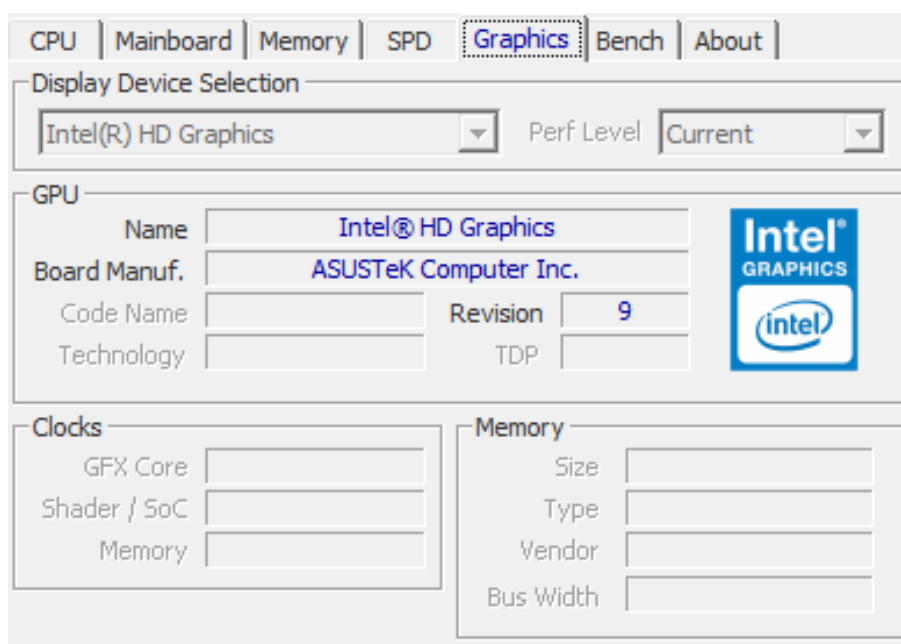 CPU Mainboard Memory SPD Graphics Bench About
Display Device Selection
Intel(R) HD Graphics Perf Level Current
GPU
Name Intel® HD Graphics
Board Manuf. ASUSTeK Computer Inc.
Code Name Revision 9
Technology TDP
Intel®
GRAPHICS
intel
Clocks
GFX Core
Shader / SoC
Memory
Memory
Size
Type
Vendor
Bus Width